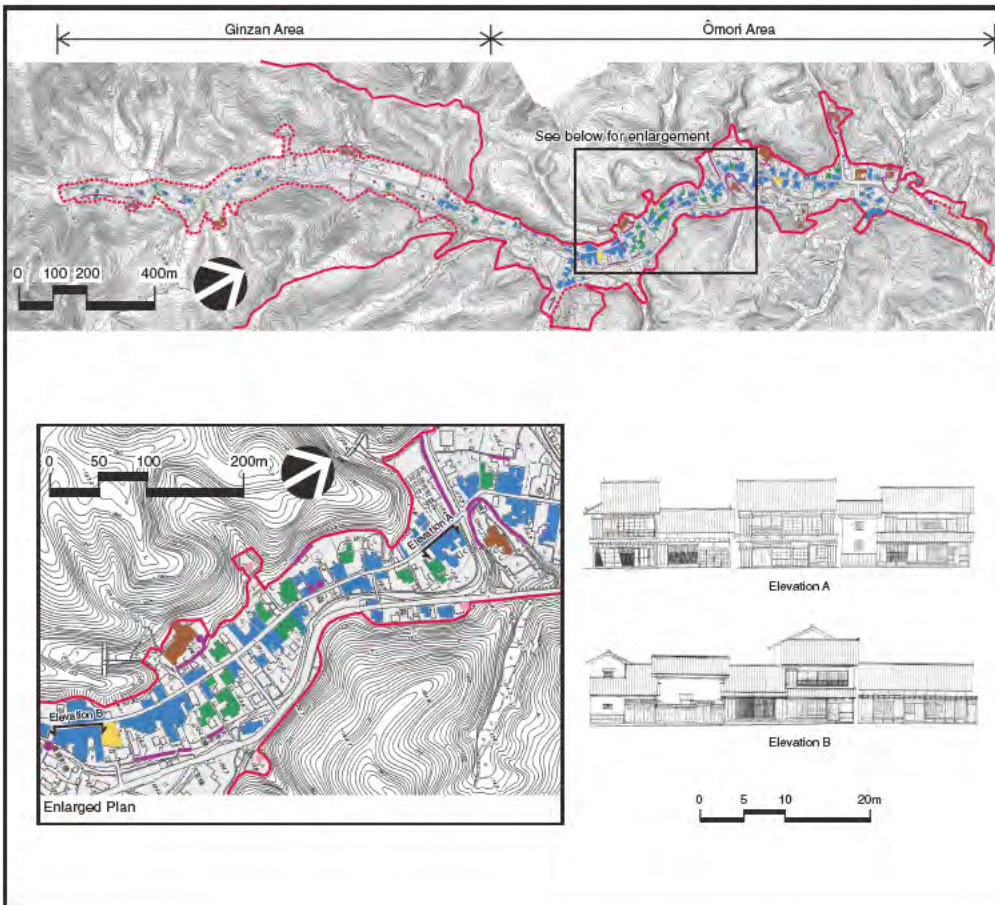 Ginzan Area
Ômori Area
See below for enlargement
0 100 200 400m
0 50 100 200m
Elevation A
Elevation B
Enlarged Plan
Elevation A
Elevation B
0 5 10 20m